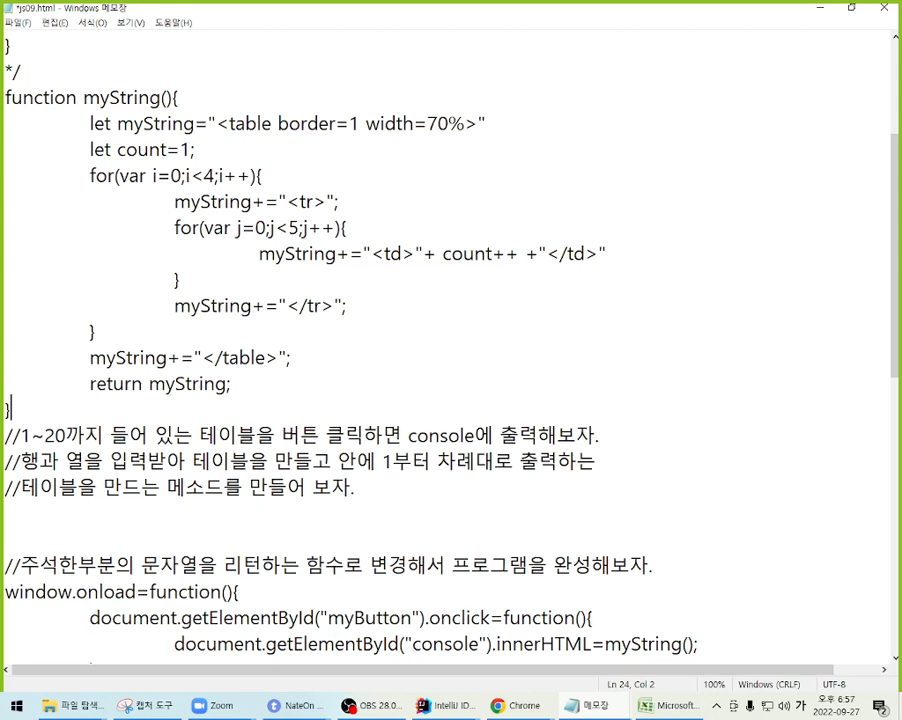 *js09.html - Windows 메모장
파일(F) 편집(E) 서식(O) 보기(V) 도움말(H)
}
*/
function myString(){
let myString="<table border=1 width=70%>"
let count=1;
for(var i=0;i<4;i++){
myString+="<tr>";
for(var j=0;j<5;j++){
myString+="<td>"+ count++ +"</td>"
}
myString+="</tr>";
}
myString+="</table>";
return myString;
}
//1~20까지 들어 있는 테이블을 버튼 클릭하면 console에 출력해보자.
//행과 열을 입력받아 테이블을 만들고 안에 1부터 차례대로 출력하는
//테이블을 만드는 메소드를 만들어 보자.
//주석한부분의 문자열을 리턴하는 함수로 변경해서 프로그램을 완성해보자.
window.onload=function(){
document.getElementById("myButton").onclick=function(){
document.getElementById("console").innerHTML=myString();
Ln 24, Col 2 100% Windows (CRLF) UTF-8
파일 탐색... 캡처 도구 Zoom NateOn ... OBS 28.0... IntelliJ ID... Chrome 메모장 Microsoft... 가 오후 6:57
2022-09-27 2